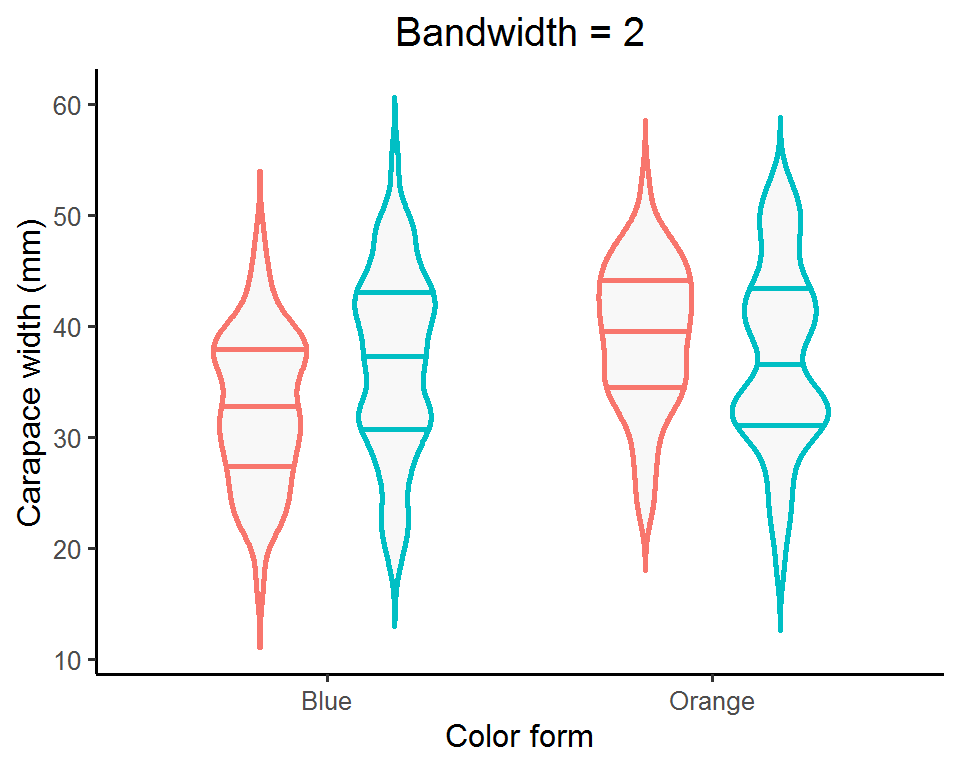 Bandwidth = 2
Carapace width (mm)
60
50
40
30
20
10
Blue
Orange
Color form